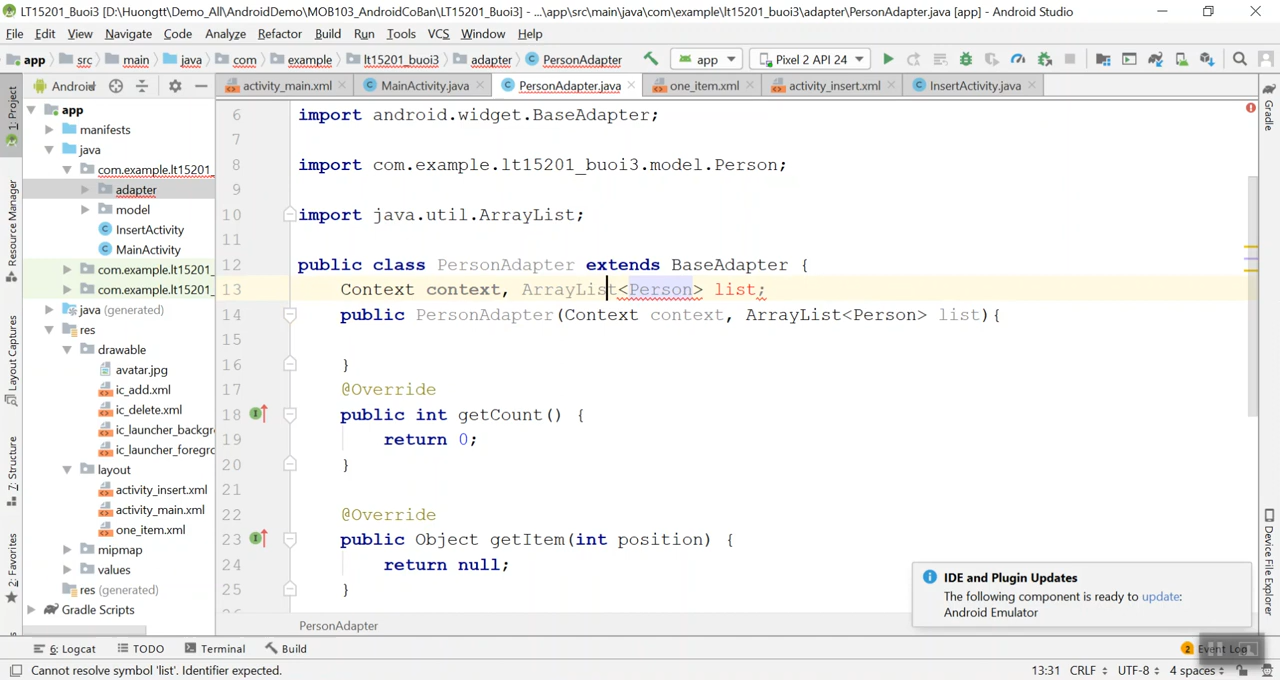 LT15201_Buoi3 [D:\Huongtt\Demo_All\AndroidDemo\MOB103_AndroidCoBan\LT15201_Buoi3] - ...\app\src\main\java\com\example\lt15201_buoi3\adapter\PersonAdapter.java [app] - Android Studio
File Edit View Navigate Code Analyze Refactor Build Run Tools VCS Window Help
app src main java com example lt15201_buoi3 adapter PersonAdapter app Pixel 2 API 24
Android activity_main.xml MainActivity.java PersonAdapter.java one_item.xml activity_insert.xml InsertActivity.java
1: Project
Resource Manager
Layout Captures
7: Structure
2: Favorites
app
manifests
java
com.example.lt15201_
adapter
model
InsertActivity
MainActivity
com.example.lt15201_
com.example.lt15201_
java (generated)
res
drawable
avatar.jpg
ic_add.xml
ic_delete.xml
ic_launcher_backgr
ic_launcher_foregro
layout
activity_insert.xml
activity_main.xml
one_item.xml
mipmap
values
res (generated)
Gradle Scripts
6 import android.widget.BaseAdapter;
7
8 import com.example.lt15201_buoi3.model.Person;
9
10 import java.util.ArrayList;
11
12 public class PersonAdapter extends BaseAdapter {
13 Context context, ArrayList<Person> list;
14 public PersonAdapter(Context context, ArrayList<Person> list){
15
16 }
17 @Override
18 public int getCount() {
19 return 0;
20 }
21
22 @Override
23 public Object getItem(int position) {
24 return null;
25 }
PersonAdapter
Gradle
Device File Explorer
IDE and Plugin Updates
The following component is ready to update:
Android Emulator
6: Logcat TODO Terminal Build 2 Event Log
Cannot resolve symbol 'list'. Identifier expected. 13:31 CRLF UTF-8 4 spaces